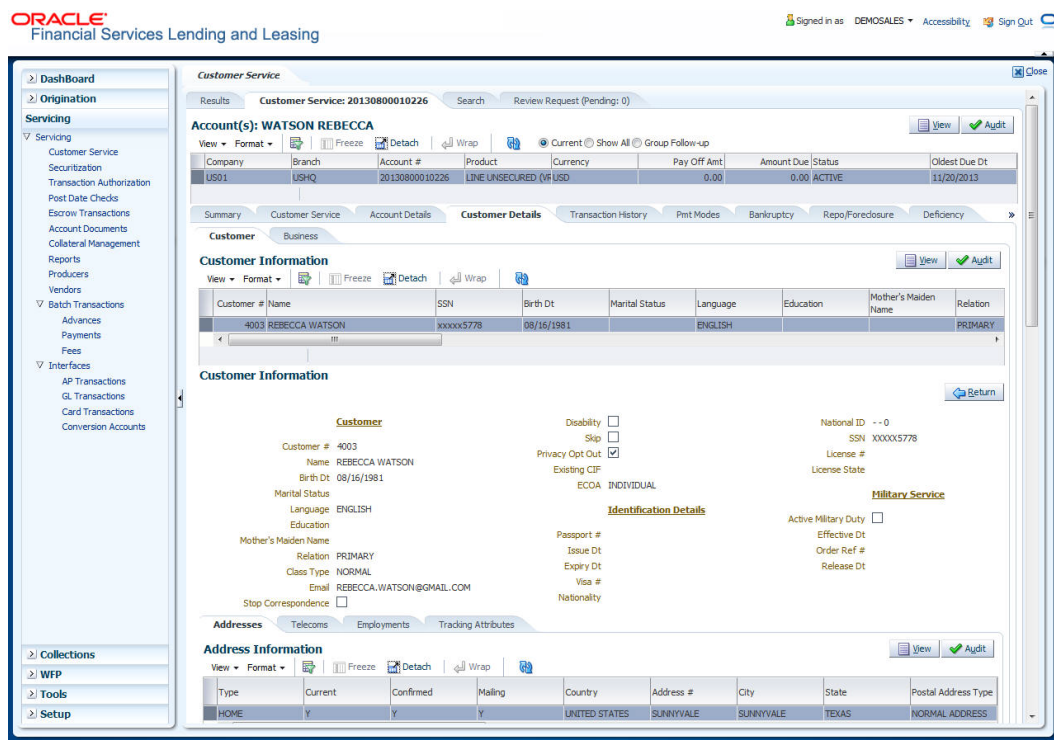 ORACLE
Financial Services Lending and Leasing
Signed in as DEMOSALES Accessibility Sign Out
Close
DashBoard
Origination
Servicing
Servicing
Customer Service
Securitization
Transaction Authorization
Post Date Checks
Escrow Transactions
Account Documents
Collateral Management
Reports
Producers
Vendors
Batch Transactions
Advances
Payments
Fees
Interfaces
AP Transactions
GL Transactions
Card Transactions
Conversion Accounts
Collections
WFP
Tools
Setup
Customer Service
Results Customer Service: 20130800010226 Search Review Request (Pending: 0)
Account(s): WATSON REBECCA
View Audit
View Format Freeze Detach Wrap Current Show All Group Follow-up
Company Branch Account # Product Currency Pay Off Amt Amount Due Status Oldest Due Dt
US01 USHQ 20130800010226 LINE UNSECURED (VR USD 0.00 0.00 ACTIVE 11/20/2013
Summary Customer Service Account Details Customer Details Transaction History Pmt Modes Bankruptcy Repo/Foreclosure Deficiency »
Customer Business
Customer Information
View Audit
View Format Freeze Detach Wrap
Customer # Name SSN Birth Dt Marital Status Language Education Mother's Maiden Name Relation
4003 REBECCA WATSON xxxxx5778 08/16/1981 ENGLISH PRIMARY
Customer Information
Return
Customer
Customer # 4003
Name REBECCA WATSON
Birth Dt 08/16/1981
Marital Status
Language ENGLISH
Education
Mother's Maiden Name
Relation PRIMARY
Class Type NORMAL
Email REBECCA.WATSON@GMAIL.COM
Stop Correspondence
Disability
Skip
Privacy Opt Out
Existing CIF
ECOA INDIVIDUAL
Identification Details
Passport #
Issue Dt
Expiry Dt
Visa #
Nationality
National ID - - 0
SSN XXXXX5778
License #
License State
Military Service
Active Military Duty
Effective Dt
Order Ref #
Release Dt
Addresses Telecoms Employments Tracking Attributes
Address Information
View Audit
View Format Freeze Detach Wrap
Type Current Confirmed Mailing Country Address # City State Postal Address Type
HOME Y Y Y UNITED STATES SUNNYVALE SUNNYVALE TEXAS NORMAL ADDRESS